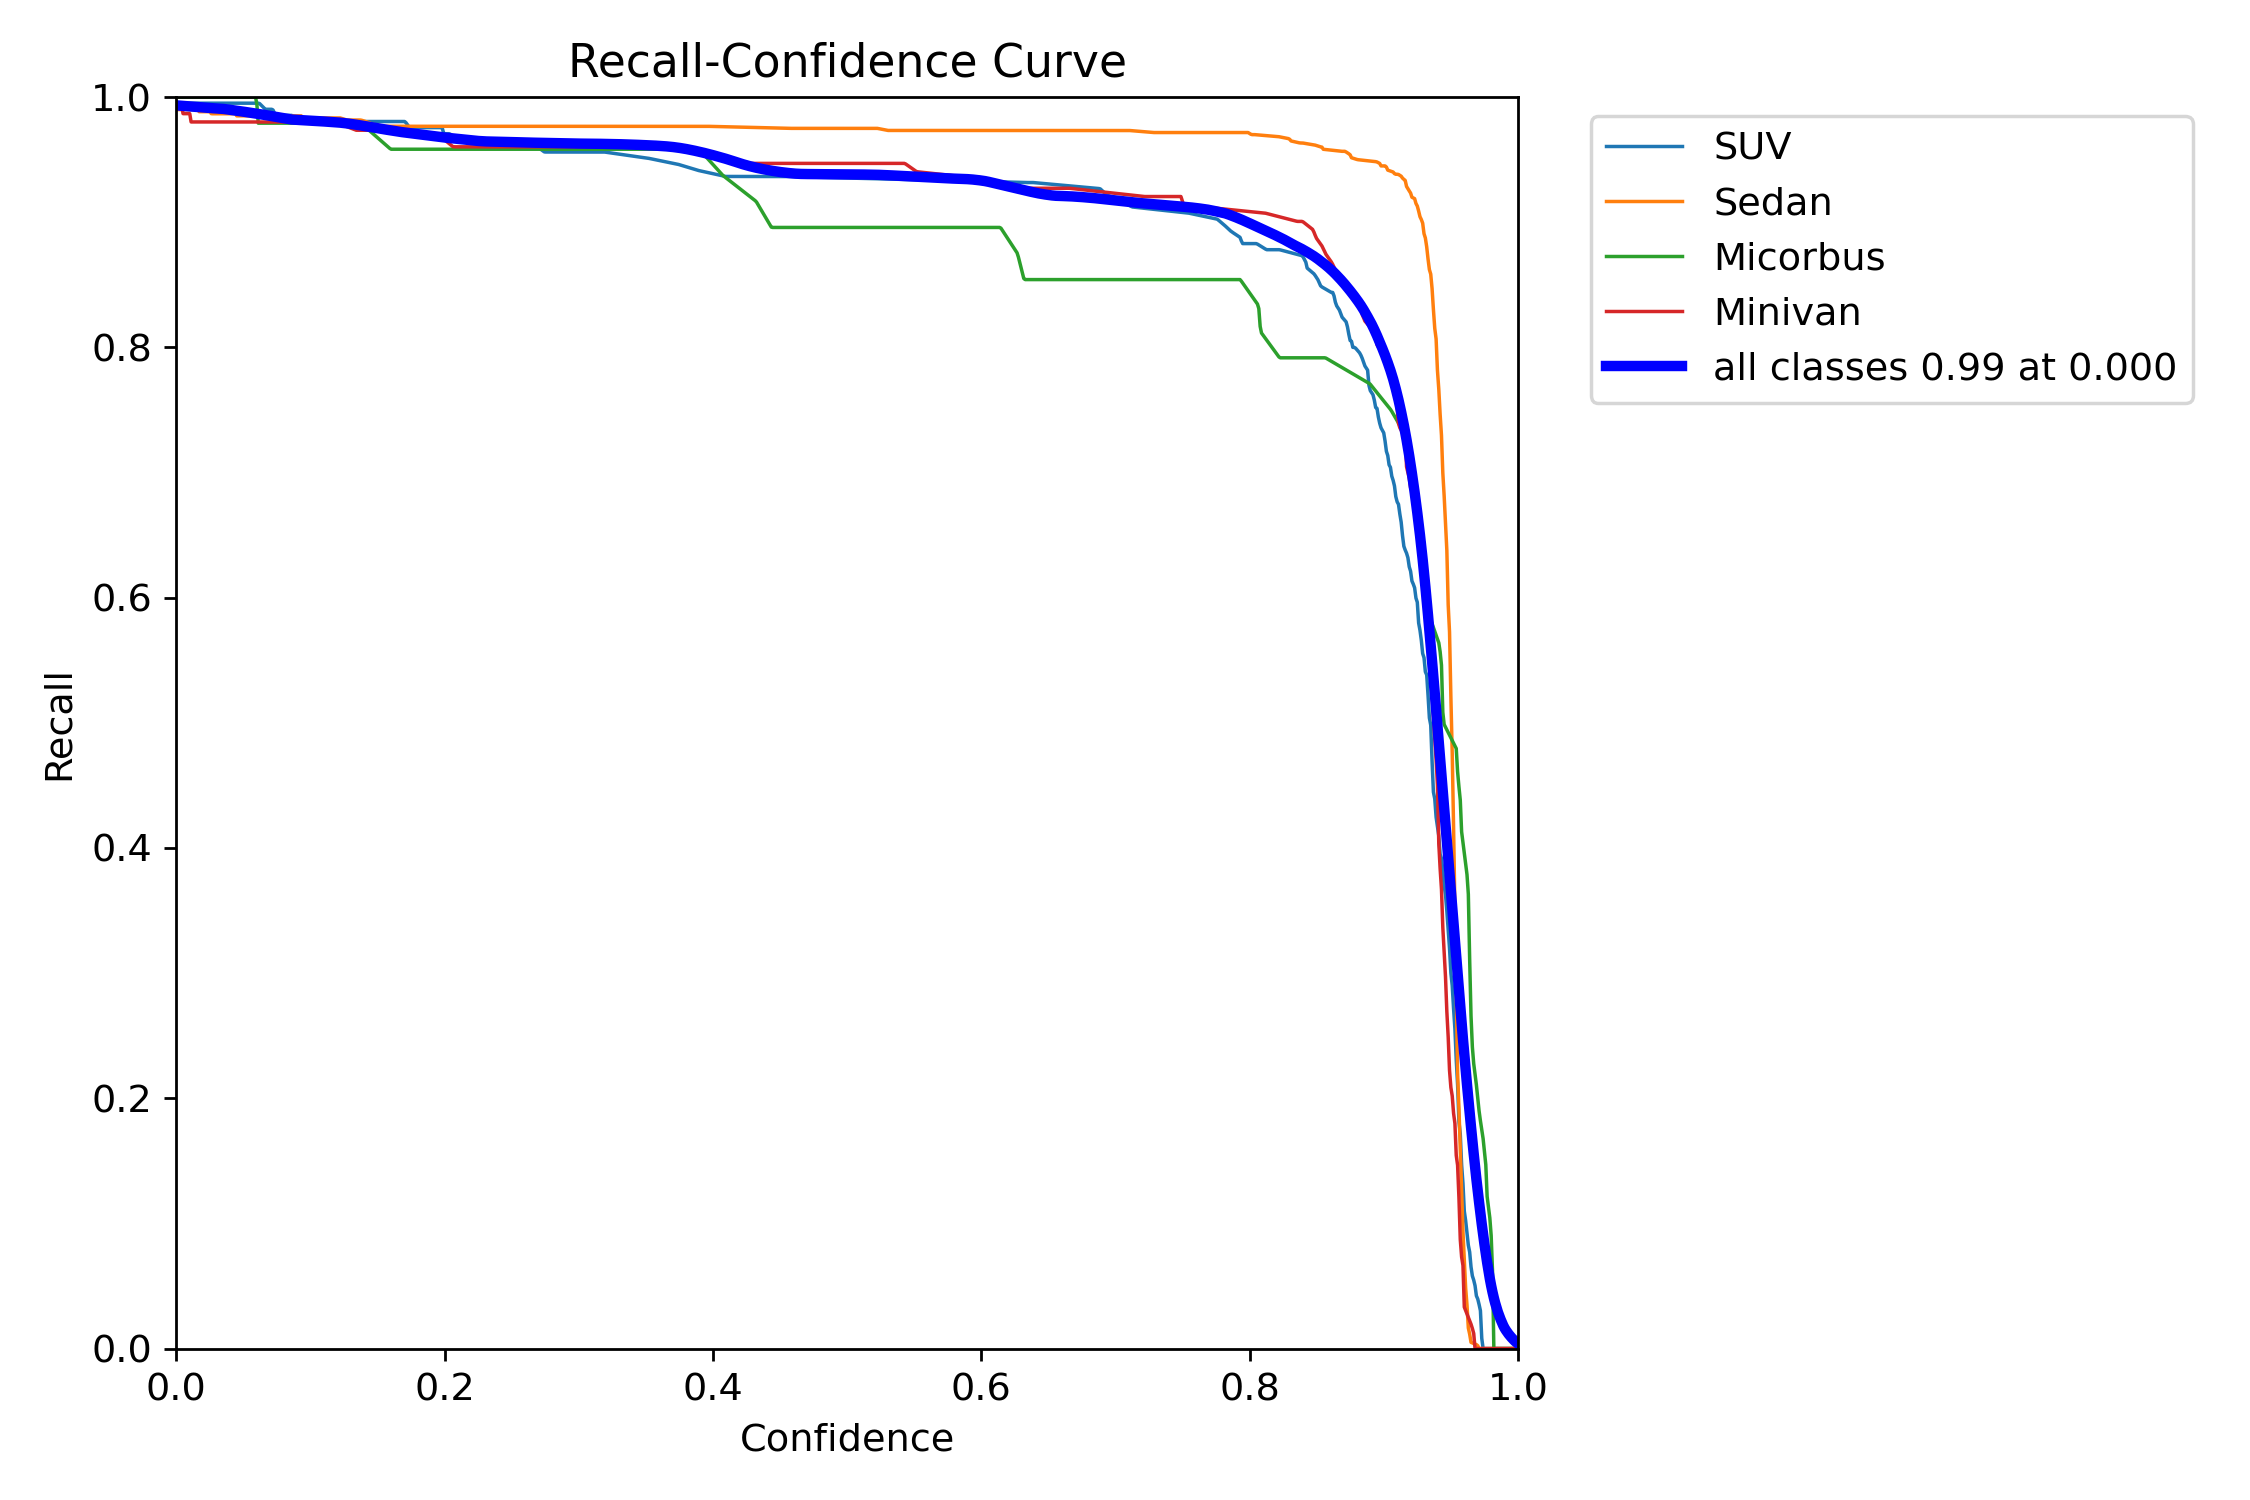 Recall-Confidence Curve
1.0
0.8
0.6
0.4
0.2
0.0
Recall
0.0 0.2 0.4 0.6 0.8 1.0
Confidence
SUV
Sedan
Micorbus
Minivan
all classes 0.99 at 0.000